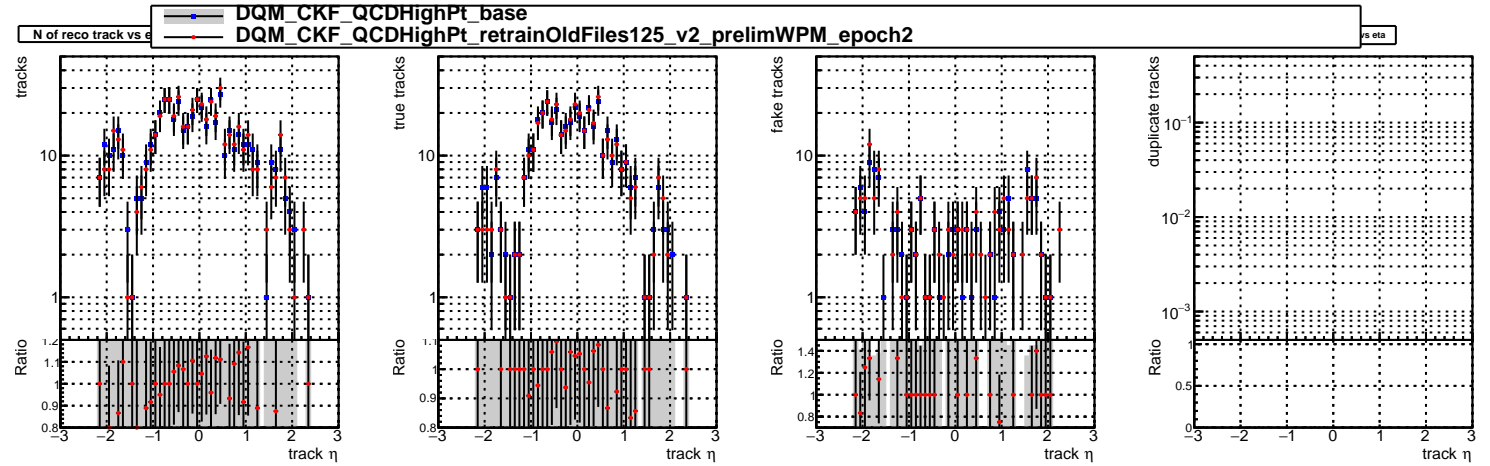 DQM_CKF_QCDHighPt_base
DQM_CKF_QCDHighPt_retrainOldFiles125_v2_prelimWPM_epoch2
N of reco track vs e
vs eta
tracks
10
1
Ratio
1.2
1.1
1
0.9
0.8
−3 −2 −1 0 1 2 3
track η
true tracks
10
1
Ratio
1.1
1
0.9
0.8
−3 −2 −1 0 1 2 3
track η
fake tracks
10
1
Ratio
1.4
1.2
1
0.8
−3 −2 −1 0 1 2 3
track η
duplicate tracks
10⁻¹
10⁻²
10⁻³
Ratio
1
0.5
0
−3 −2 −1 0 1 2 3
track η